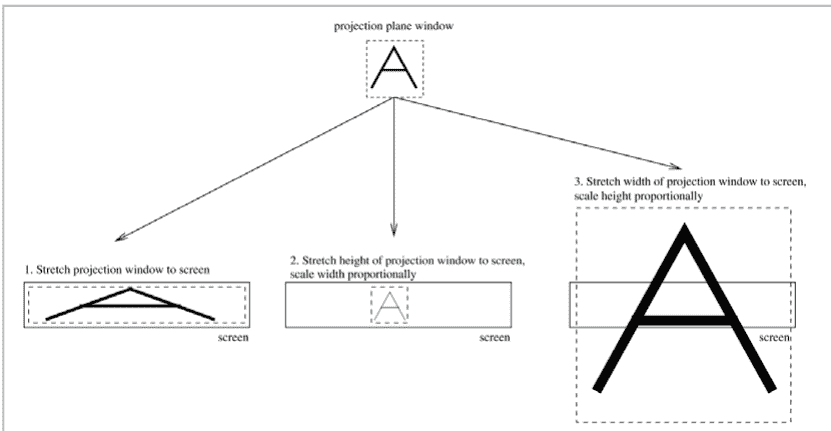 projection plane window
A
3. Stretch width of projection window to screen,
scale height proportionally
1. Stretch projection window to screen
2. Stretch height of projection window to screen,
scale width proportionally
A
A
A
screen
screen
screen